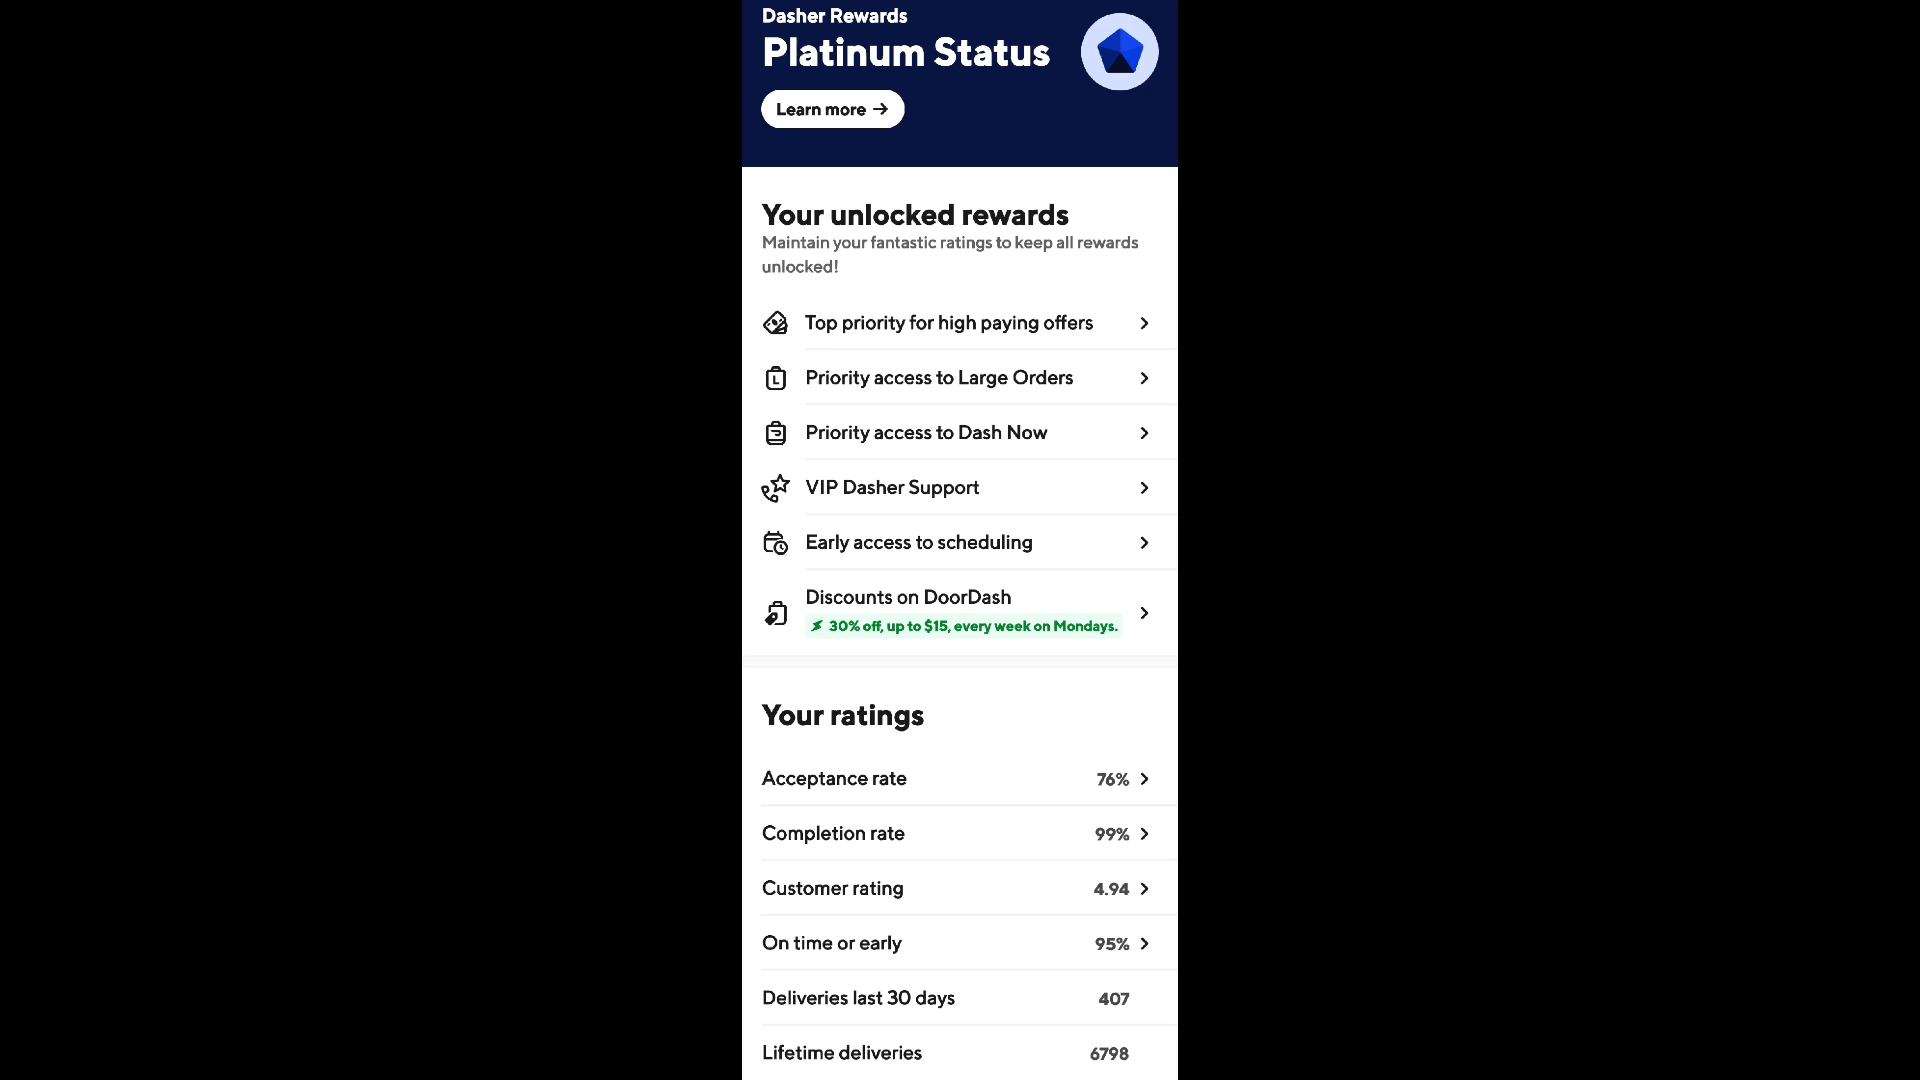 Dasher Rewards
Platinum Status
Learn more →
Your unlocked rewards
Maintain your fantastic ratings to keep all rewards
unlocked!
Top priority for high paying offers
Priority access to Large Orders
Priority access to Dash Now
VIP Dasher Support
Early access to scheduling
Discounts on DoorDash
30% off, up to $15, every week on Mondays.
Your ratings
Acceptance rate 76%
Completion rate 99%
Customer rating 4.94
On time or early 95%
Deliveries last 30 days 407
Lifetime deliveries 6798